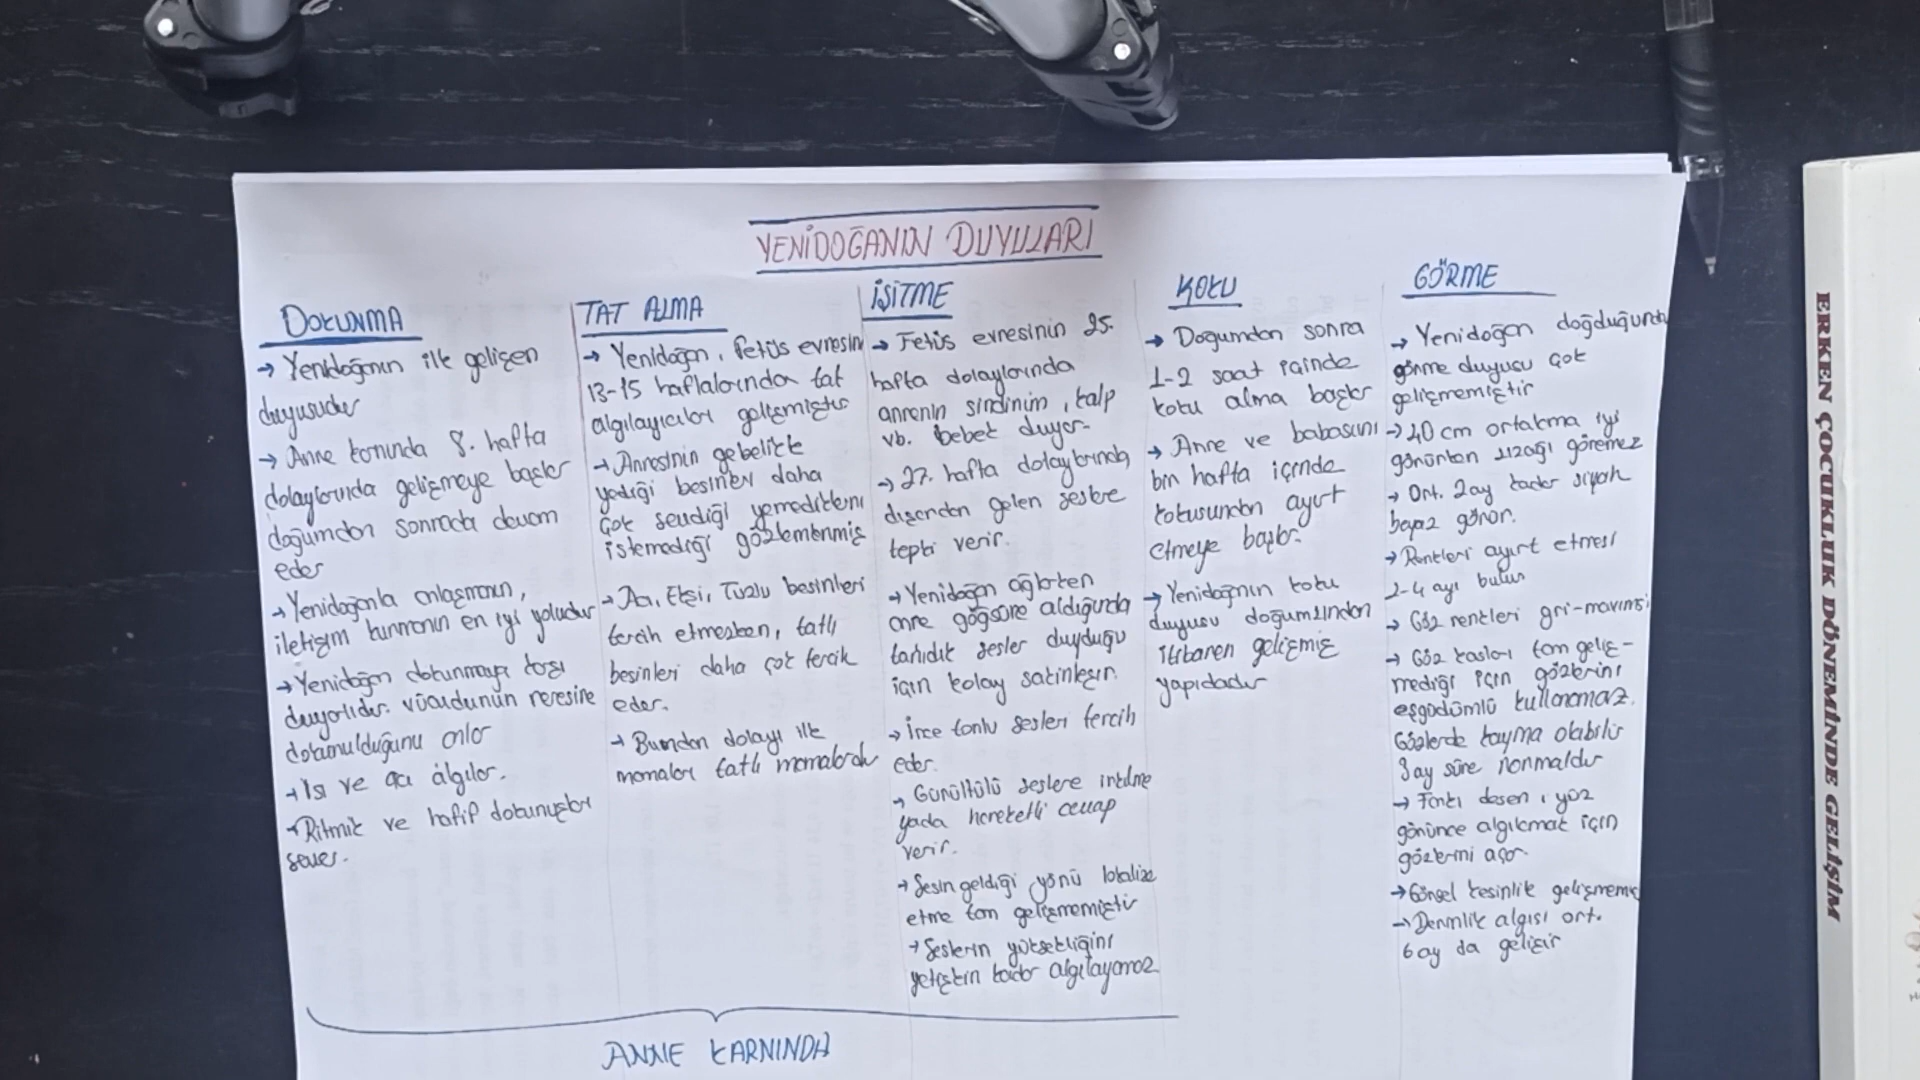 YENİDOĞANIN DUYULARI
DOKUNMA
→ Yenidoğanın ilk gelişen
duyusudur
→ Anne karnında 8. hafta
dolaylarında gelişmeye başlar
doğumdan sonrada devam
eder
→ Yenidoğanla anlaşmanın,
iletişim kurmanın en iyi yoludur
→ Yenidoğan dokunmaya karşı
duyarlıdır. vücudunun neresine
dokunulduğunu anlar
→ Isı ve acı algılar.
→ Ritmik ve hafif dokunuşları
sever.
TAT ALMA
→ Yenidoğan, fetüs evresin
13-15 haftalarında tat
algılayıcıları gelişmiştir
→ Annesinin gebelikte
yediği besinleri daha
çok sevdiği yemediklerini
istemediği gözlemlenmiş
→ Acı, Ekşi, Tuzlu besinleri
tercih etmezken, tatlı
besinleri daha çok tercih
eder.
→ Bundan dolayı ilk
mamaları tatlı mamalardır
İŞİTME
→ Fetüs evresinin 25.
hafta dolaylarında
annenin sindirim, kalp
vb. bebek duyar.
→ 27. hafta dolaylarında
dışarıdan gelen seslere
tepki verir.
→ Yenidoğan ağlarken
anne göğsüne aldığında
tanıdık sesler duyduğu
için kolay sakinleşir.
→ İnce tonlu sesleri tercih
eder.
→ Gürültülü seslere irkilme
yada hareketli cevap
verir.
→ Sesin geldiği yönü lokalize
etme tam gelişmemiştir
→ Seslerin yüksekliğini
yetişkin kadar algılayamaz
KOKU
→ Doğumdan sonra
1-2 saat içinde
koku alma başlar
→ Anne ve babasını
bir hafta içinde
kokusundan ayırt
etmeye başlar.
→ Yenidoğanın koku
duyusu doğumundan
itibaren gelişmiş
yapıdadır
GÖRME
→ Yenidoğan doğduğunda
görme duyusu çok
gelişmemiştir
→ 40 cm ortalama iyi
görürken uzağı göremez
→ Ort. 2 ay kadar siyah
beyaz görür.
→ Renkleri ayırt etmesi
2-4 ayı bulur
→ Göz renkleri gri-mavimsi
→ Göz kasları tam geliş-
mediği için gözlerini
eşgüdümlü kullanamaz.
Gözlerde kayma olabilir
3 ay süre normaldir
→ Farklı desen, yüz
görünce algılamak için
gözlerini açar
→ Görsel kesinlik gelişmemiş
→ Derinlik algısı ort.
6 ay da gelişir
ANNE KARNINDA
ERKEN ÇOCUKLUK DÖNEMİNDE GELİŞİM